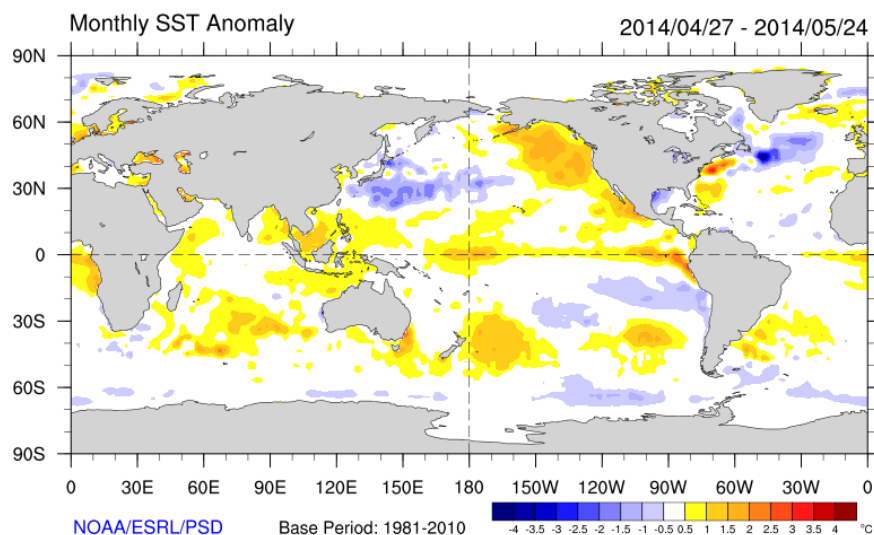 Monthly SST Anomaly 2014/04/27 - 2014/05/24
90N
60N
30N
0
30S
60S
90S
0 30E 60E 90E 120E 150E 180 150W 120W 90W 60W 30W 0
NOAA/ESRL/PSD Base Period: 1981-2010
-4 -3.5 -3 -2.5 -2 -1.5 -1 -0.5 0.5 1 1.5 2 2.5 3 3.5 4 °C